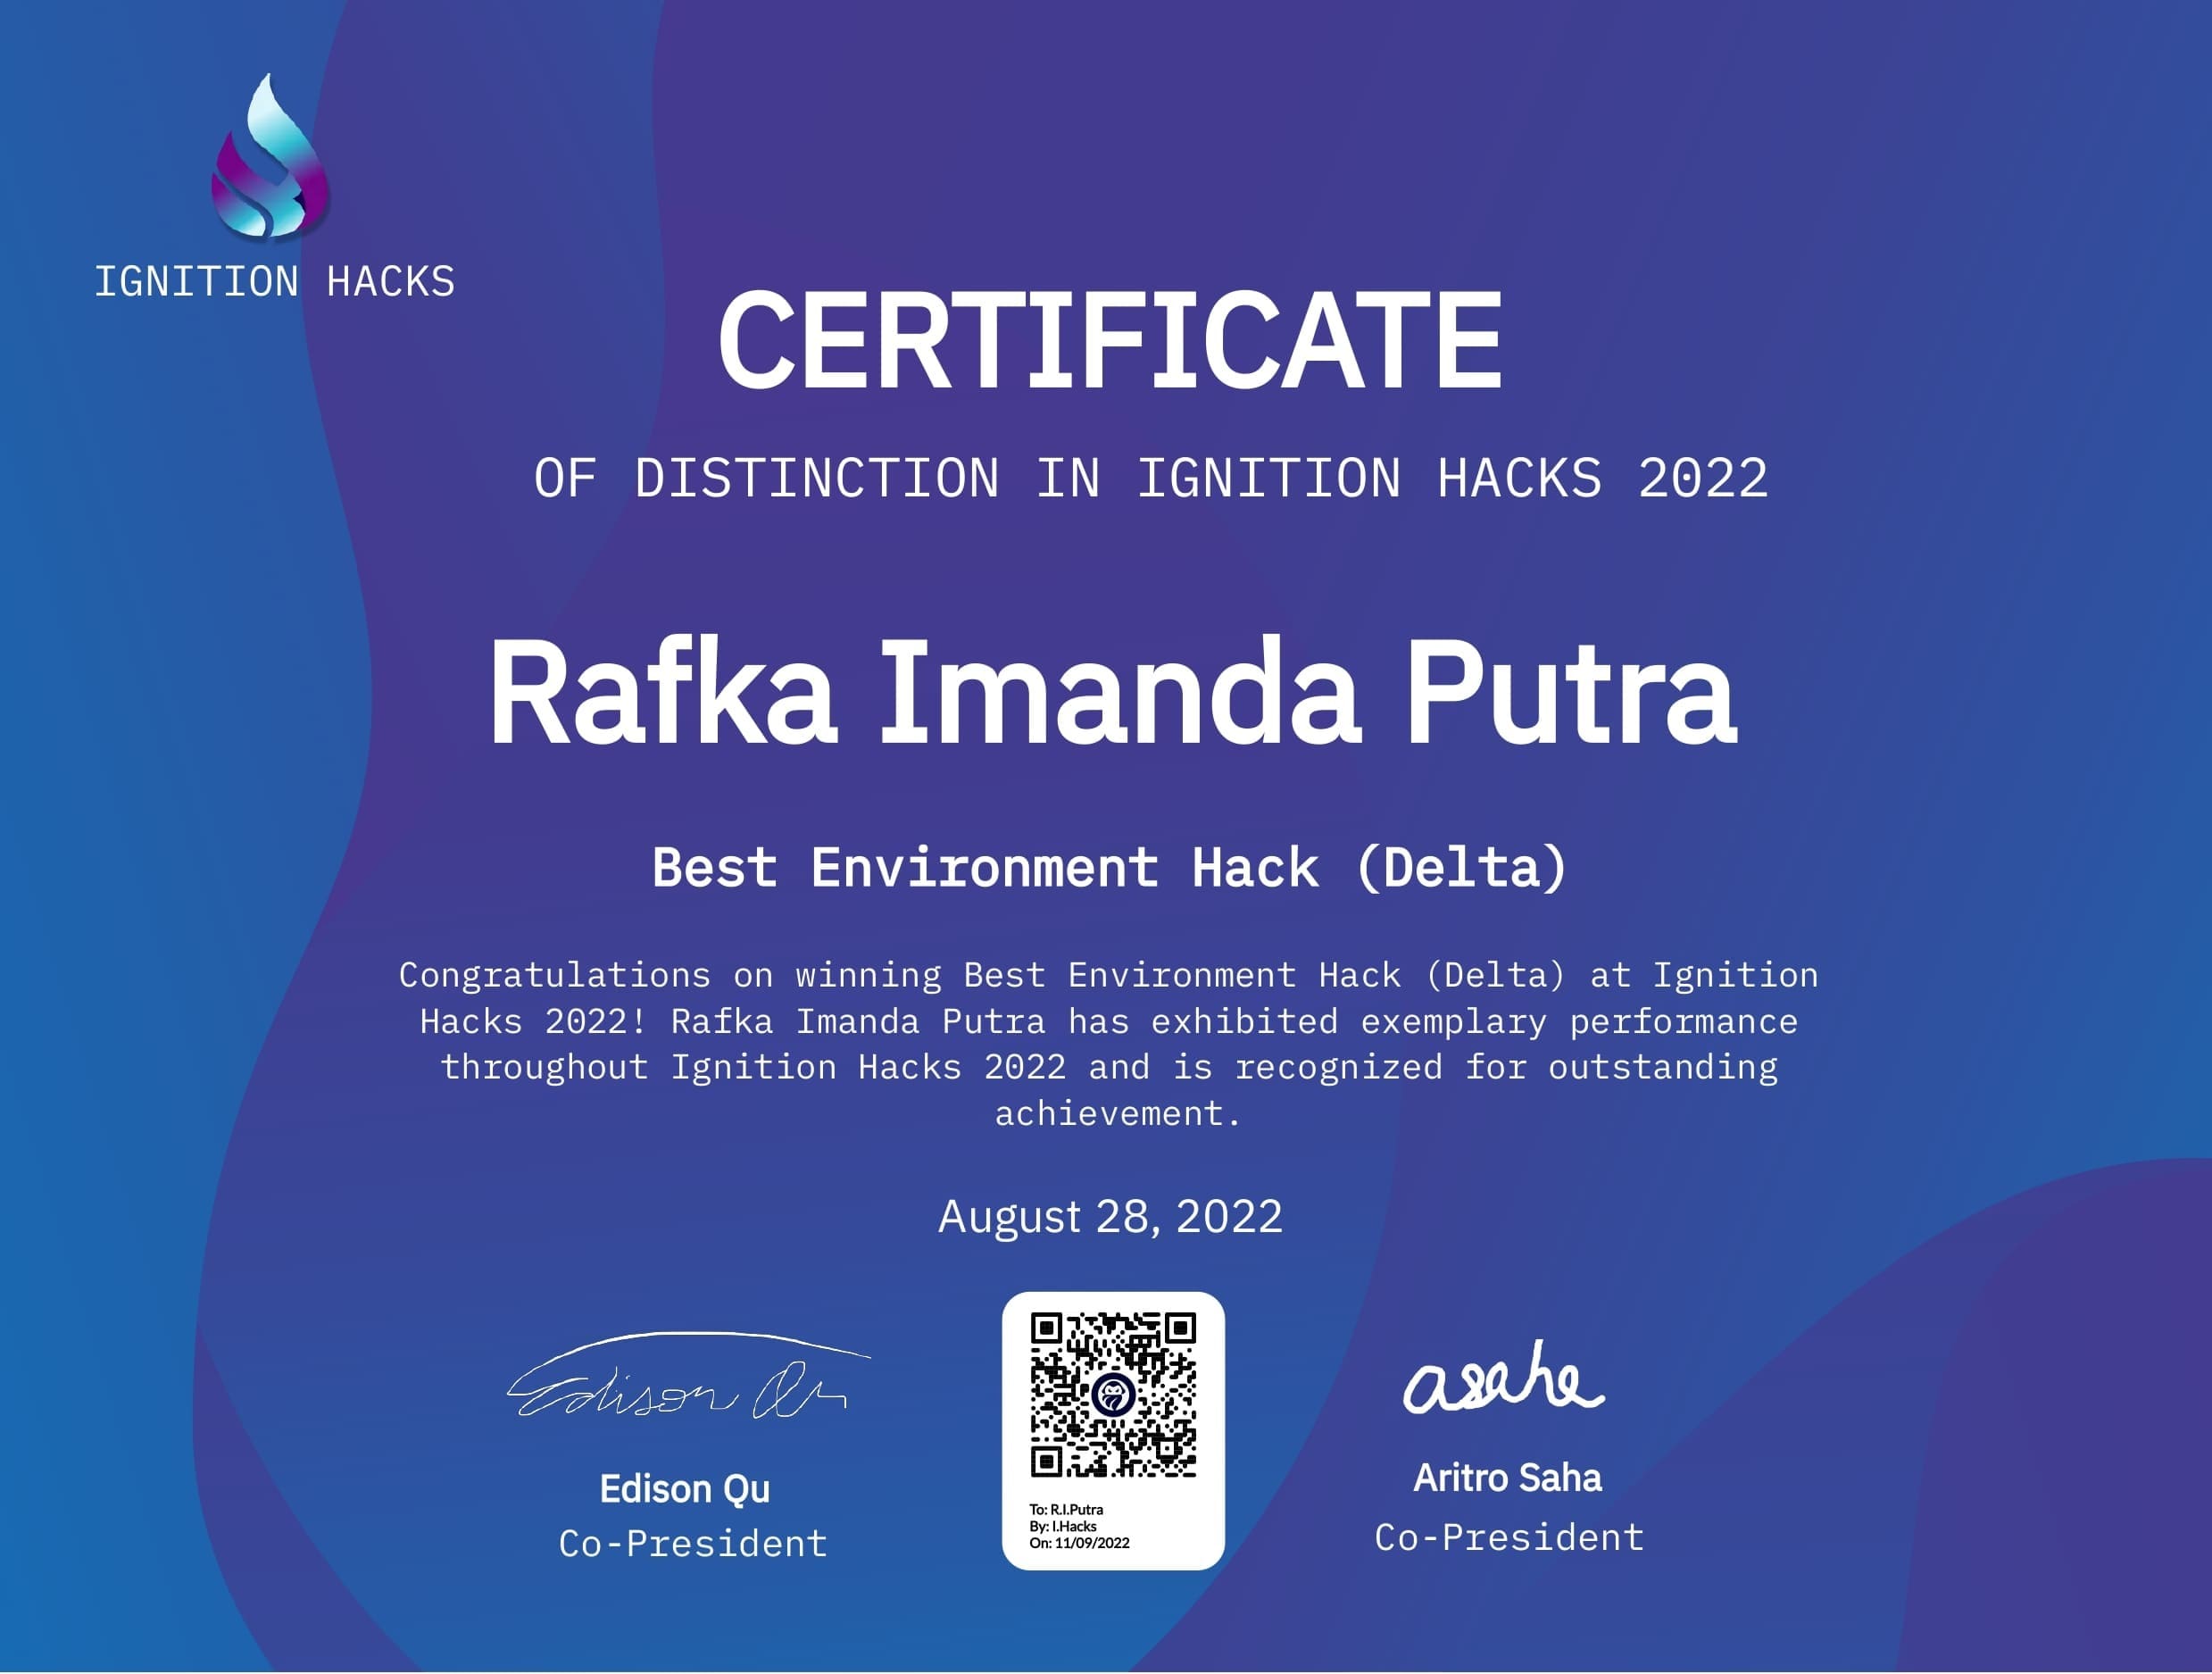 IGNITION HACKS
CERTIFICATE
OF DISTINCTION IN IGNITION HACKS 2022
Rafka Imanda Putra
Best Environment Hack (Delta)
Congratulations on winning Best Environment Hack (Delta) at Ignition
Hacks 2022! Rafka Imanda Putra has exhibited exemplary performance
throughout Ignition Hacks 2022 and is recognized for outstanding
achievement.
August 28, 2022
Edison Qu
Edison Qu
Co-President
To: R.I.Putra
By: I.Hacks
On: 11/09/2022
asaha
Aritro Saha
Co-President